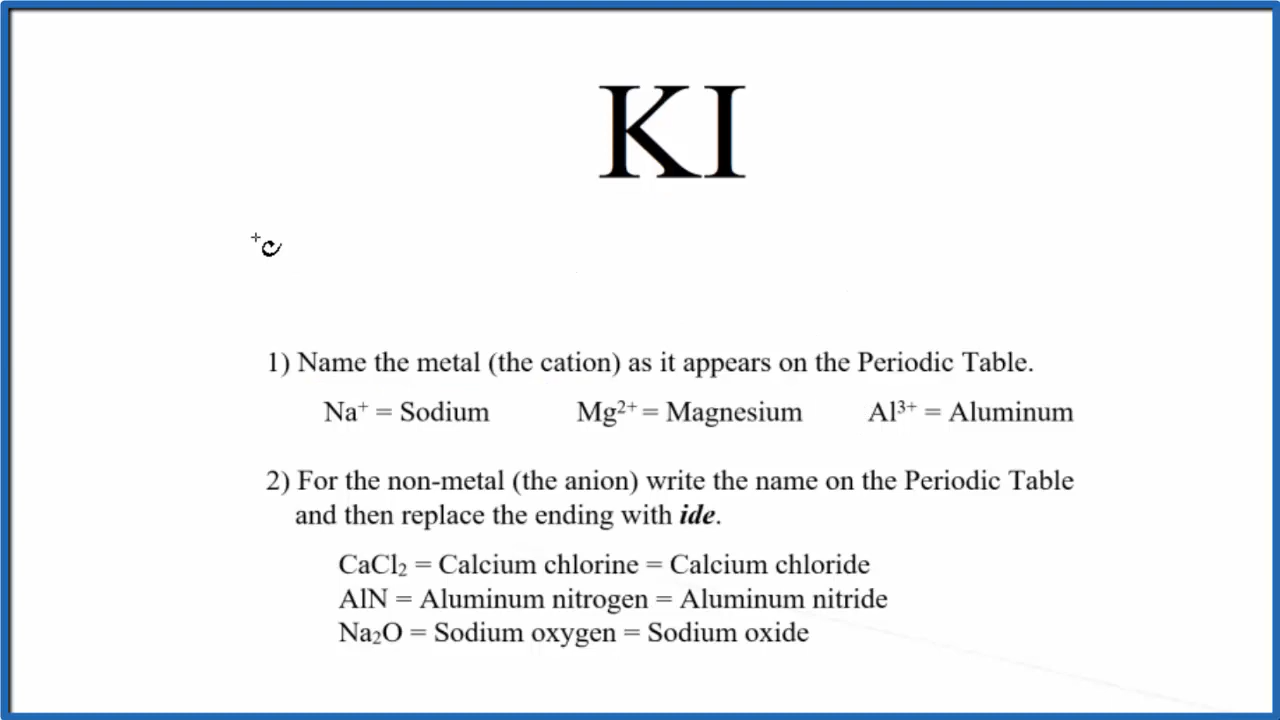 KI
1) Name the metal (the cation) as it appears on the Periodic Table.
Na⁺ = Sodium Mg²⁺ = Magnesium Al³⁺ = Aluminum
2) For the non-metal (the anion) write the name on the Periodic Table
and then replace the ending with ide.
CaCl₂ = Calcium chlorine = Calcium chloride
AlN = Aluminum nitrogen = Aluminum nitride
Na₂O = Sodium oxygen = Sodium oxide